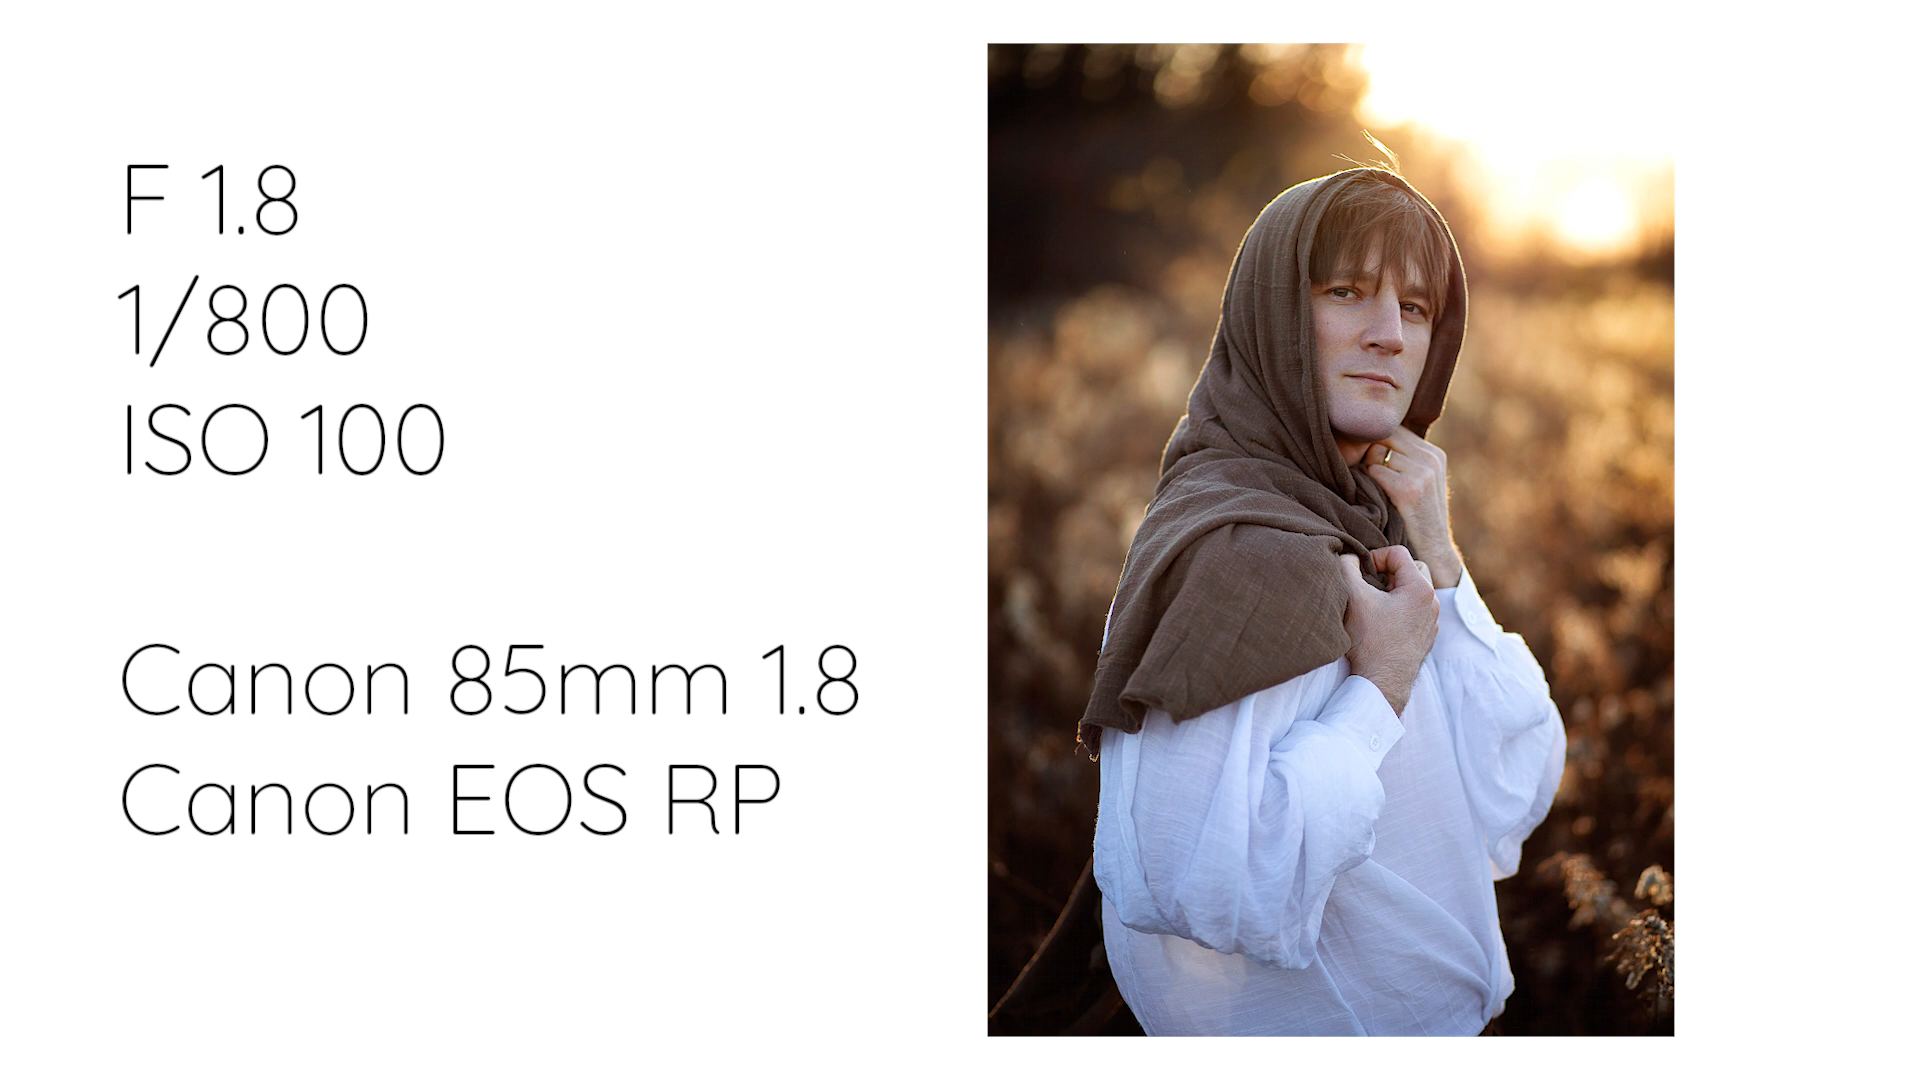 F 1.8
1/800
ISO 100
Canon 85mm 1.8
Canon EOS RP